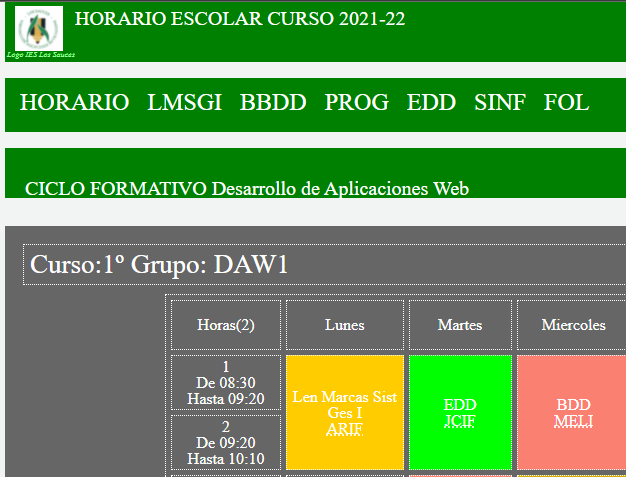 HORARIO ESCOLAR CURSO 2021-22
Logo IES Los Sauces
HORARIO LMSGI BBDD PROG EDD SINF FOL
CICLO FORMATIVO Desarrollo de Aplicaciones Web
Curso:1º Grupo: DAW1
Horas(2) Lunes Martes Miercoles
1
De 08:30
Hasta 09:20
Len Marcas Sist
Ges I
ARIF
EDD
JCIF
BDD
MELI
2
De 09:20
Hasta 10:10